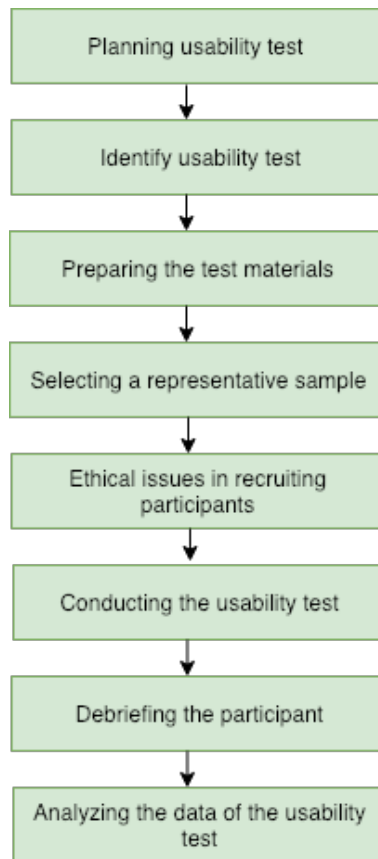 Planning usability test
Identify usability test
Preparing the test materials
Selecting a representative sample
Ethical issues in recruiting
participants
Conducting the usability test
Debriefing the participant
Analyzing the data of the usability
test